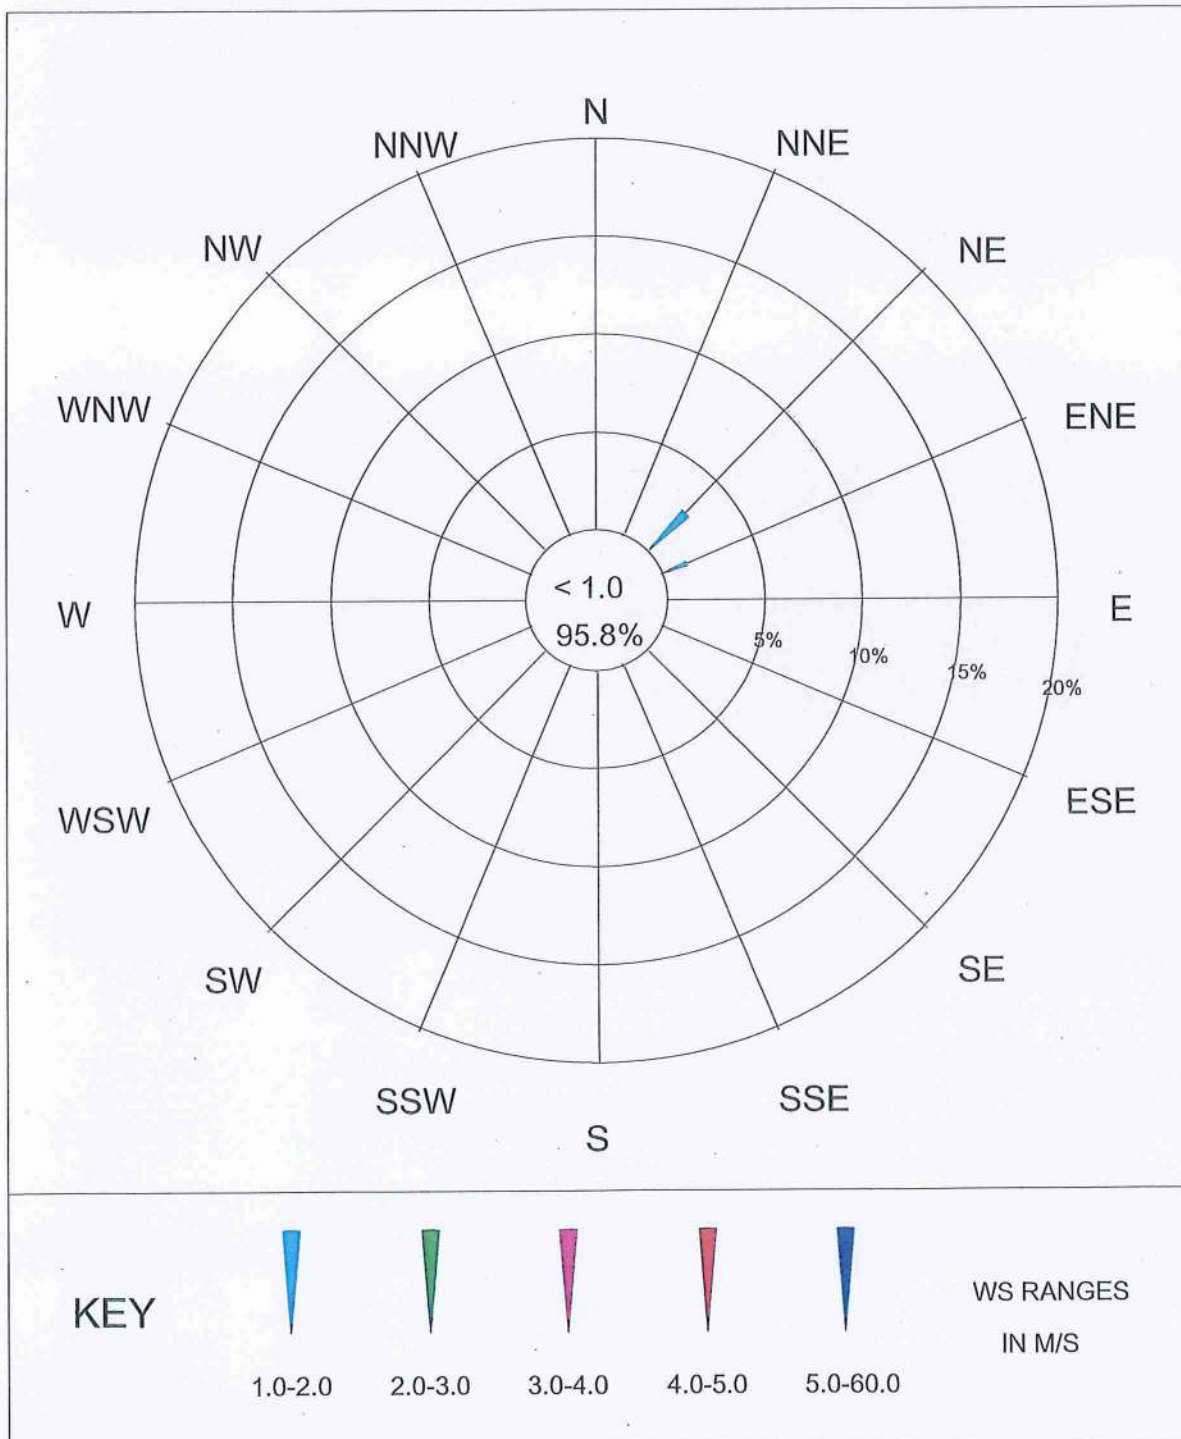 N
NNW
NNE
NW
NE
WNW
ENE
< 1.0
W
E
95.8%
5%
10%
15%
20%
WSW
ESE
SW
SE
SSW
SSE
S
KEY
WS RANGES
IN M/S
1.0-2.0
2.0-3.0
3.0-4.0
4.0-5.0
5.0-60.0